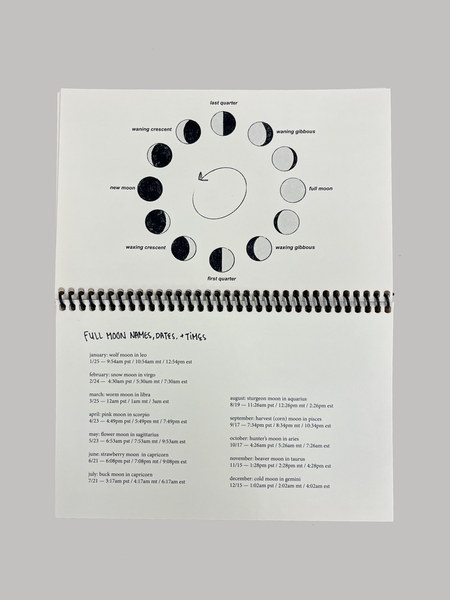 last quarter
waning crescent
waning gibbous
new moon
full moon
waxing crescent
waxing gibbous
first quarter
FULL MOON NAMES, DATES, + TIMES
january: wolf moon in leo
1/25 — 9:54am pst / 10:54am mt / 12:54pm est
february: snow moon in virgo
2/24 — 4:30am pst / 5:30am mt / 7:30am est
march: worm moon in libra
3/25 — 12am pst / 1am mt / 3am est
april: pink moon in scorpio
4/23 — 4:49pm pst / 5:49pm mt / 7:49pm est
may: flower moon in sagittarius
5/23 — 6:53am pst / 7:53am mt / 9:53am est
june: strawberry moon in capricorn
6/21 — 6:08pm pst / 7:08pm mt / 9:08pm est
july: buck moon in capricorn
7/21 — 3:17am pst / 4:17am mt / 6:17am est
august: sturgeon moon in aquarius
8/19 — 11:26am pst / 12:26pm mt / 2:26pm est
september: harvest (corn) moon in pisces
9/17 — 7:34pm pst / 8:34pm mt / 10:34pm est
october: hunter's moon in aries
10/17 — 4:26am pst / 5:26am mt / 7:26am est
november: beaver moon in taurus
11/15 — 1:28pm pst / 2:28pm mt / 4:28pm est
december: cold moon in gemini
12/15 — 1:02am pst / 2:02am mt / 4:02am est